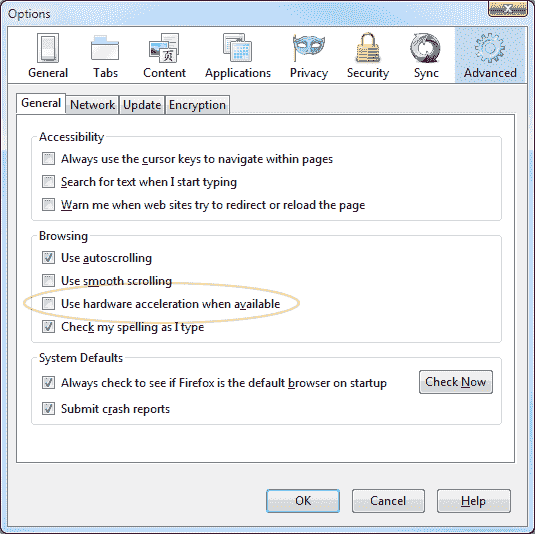 Options
General Tabs Content Applications Privacy Security Sync Advanced
General Network Update Encryption
Accessibility
Always use the cursor keys to navigate within pages
Search for text when I start typing
Warn me when web sites try to redirect or reload the page
Browsing
Use autoscrolling
Use smooth scrolling
Use hardware acceleration when available
Check my spelling as I type
System Defaults
Always check to see if Firefox is the default browser on startup Check Now
Submit crash reports
OK Cancel Help